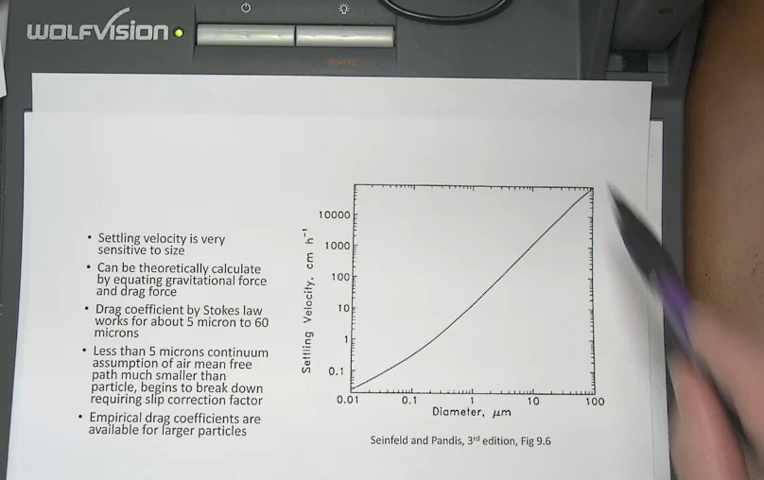 WOLFVISION
WHITE
• Settling velocity is very
sensitive to size
• Can be theoretically calculate
by equating gravitational force
and drag force
• Drag coefficient by Stokes law
works for about 5 micron to 60
microns
• Less than 5 microns continuum
assumption of air mean free
path much smaller than
particle, begins to break down
requiring slip correction factor
• Empirical drag coefficients are
available for larger particles
Settling Velocity, cm h⁻¹
10000
1000
100
10
1
0.1
0.01 0.1 1 10 100
Diameter, μm
Seinfeld and Pandis, 3rd edition, Fig 9.6